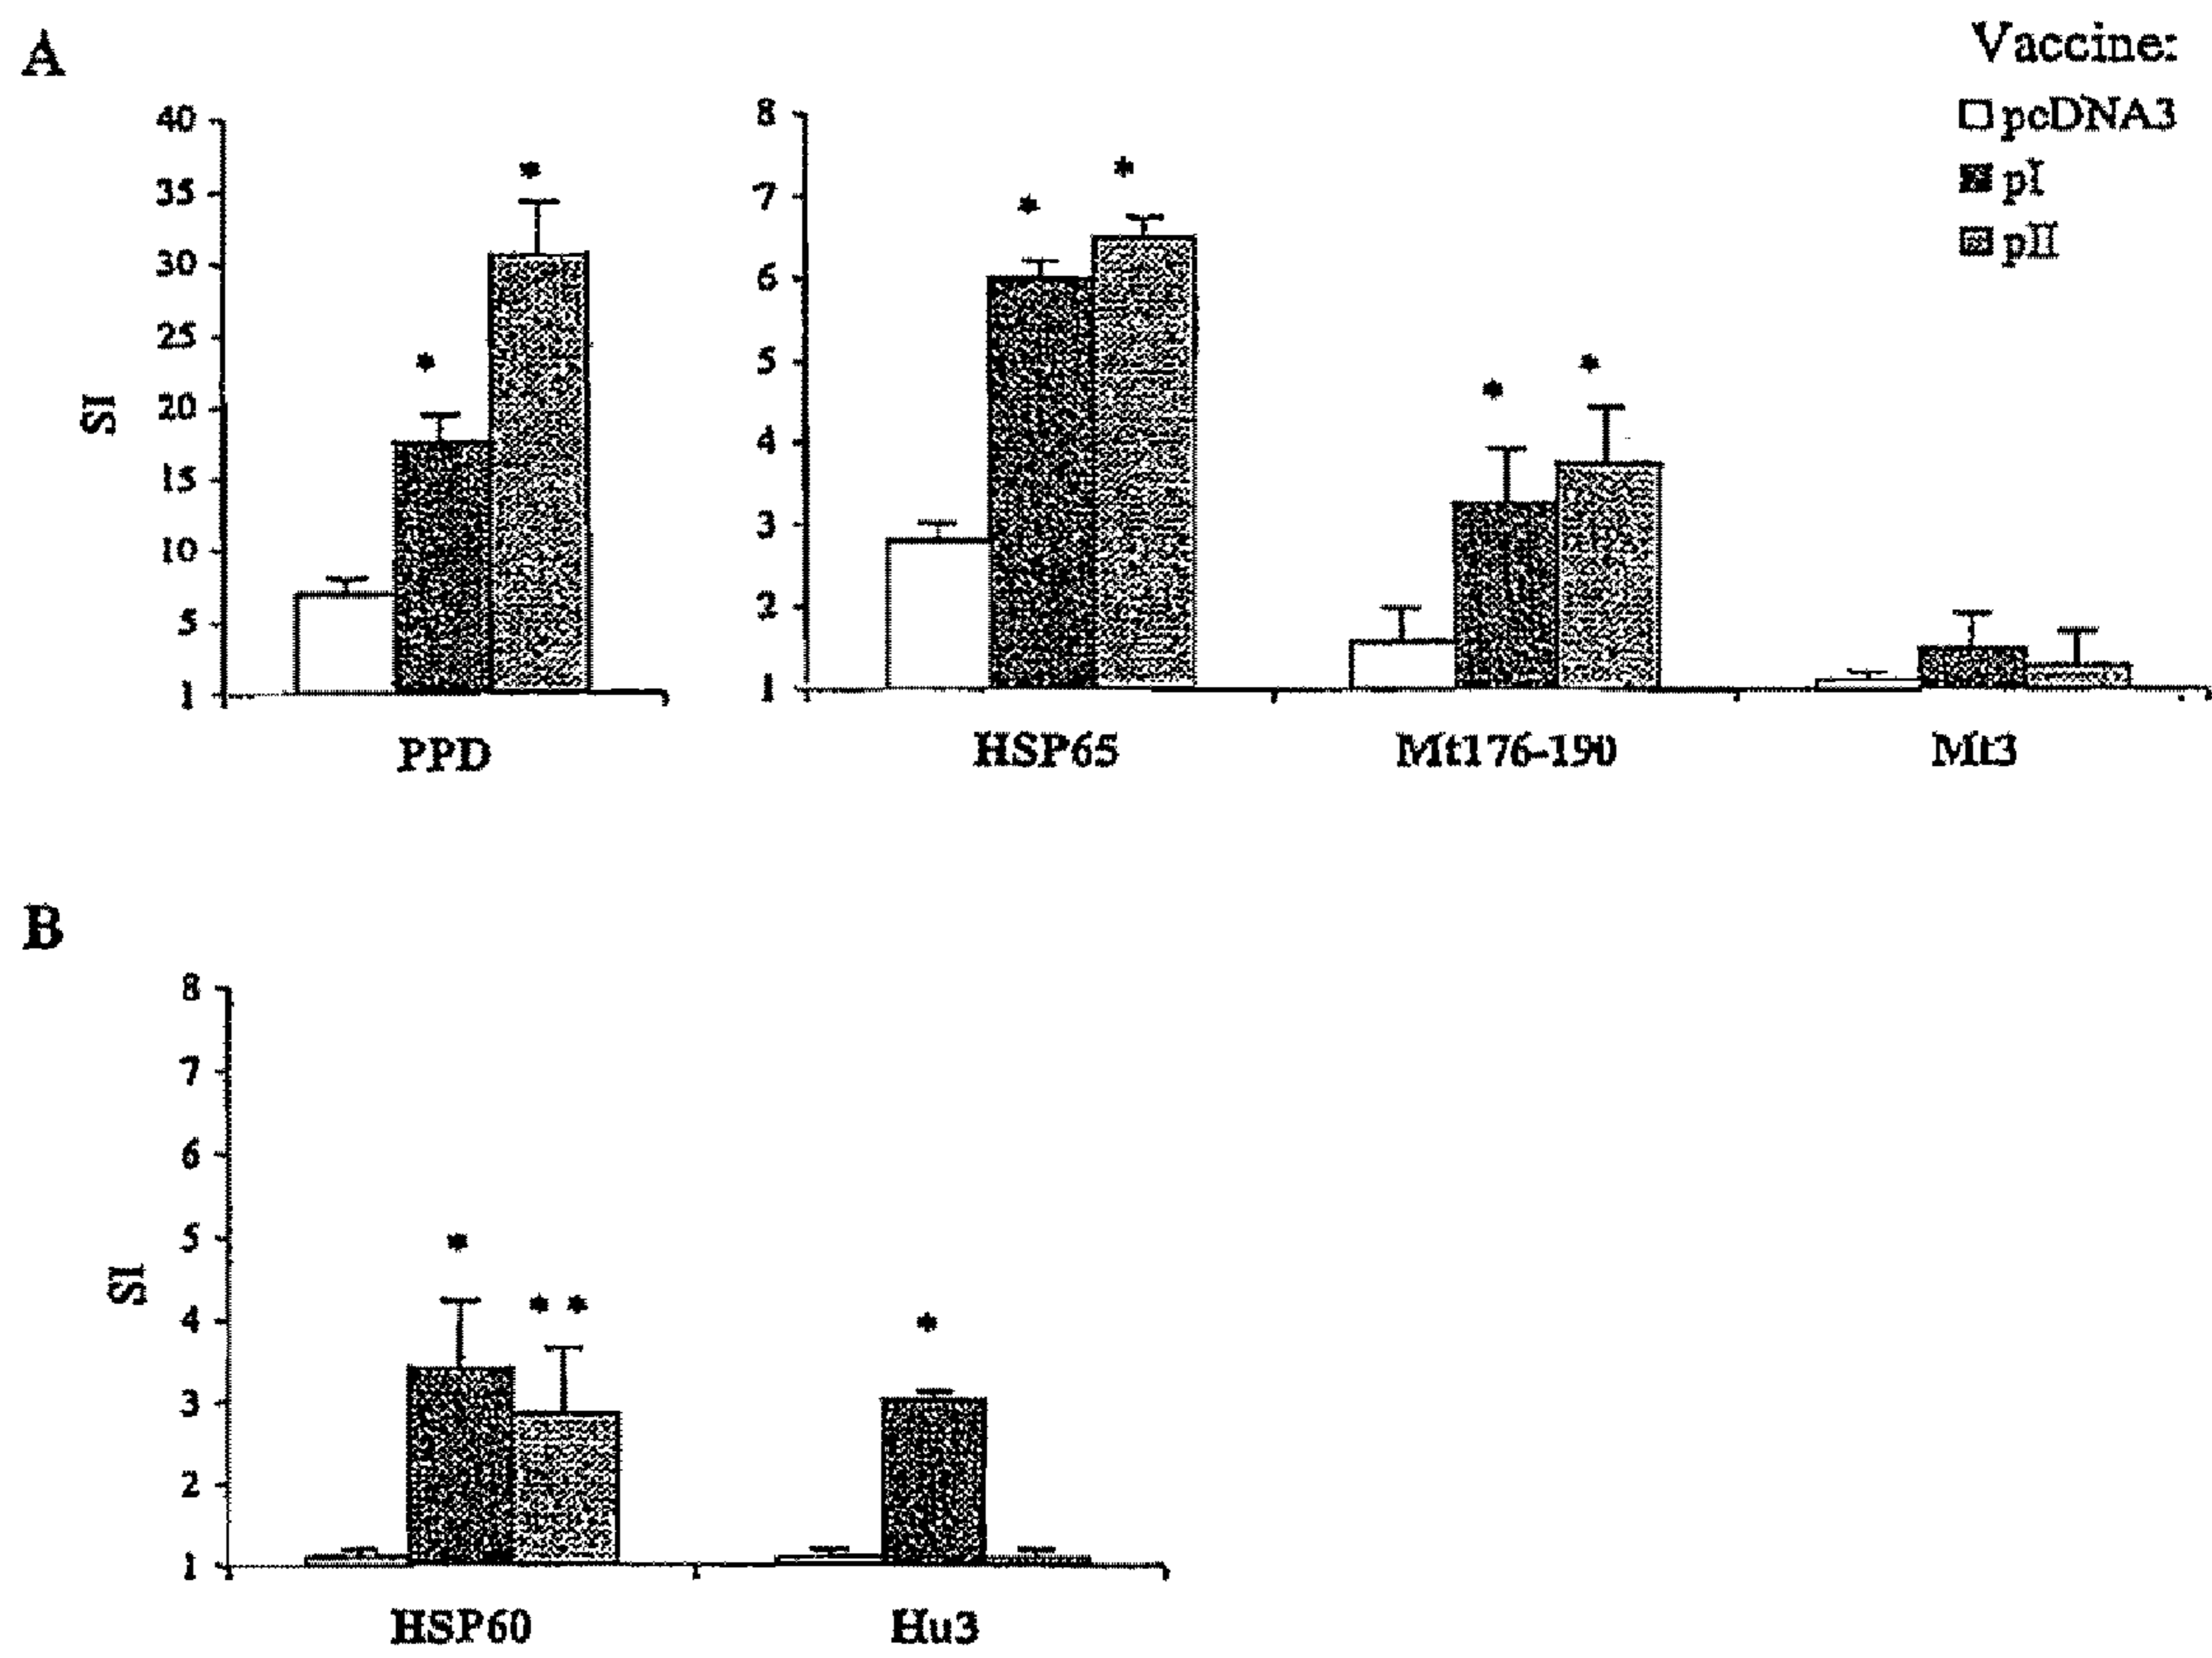 A
Vaccine:
pcDNA3
pI
pII
SI
40
35
30
25
20
15
10
5
1
PPD
8
7
6
5
4
3
2
1
* * * * * *
HSP65 Mt176-190 Mt3
B
SI
8
7
6
5
4
3
2
1
* * * *
HSP60 Hu3